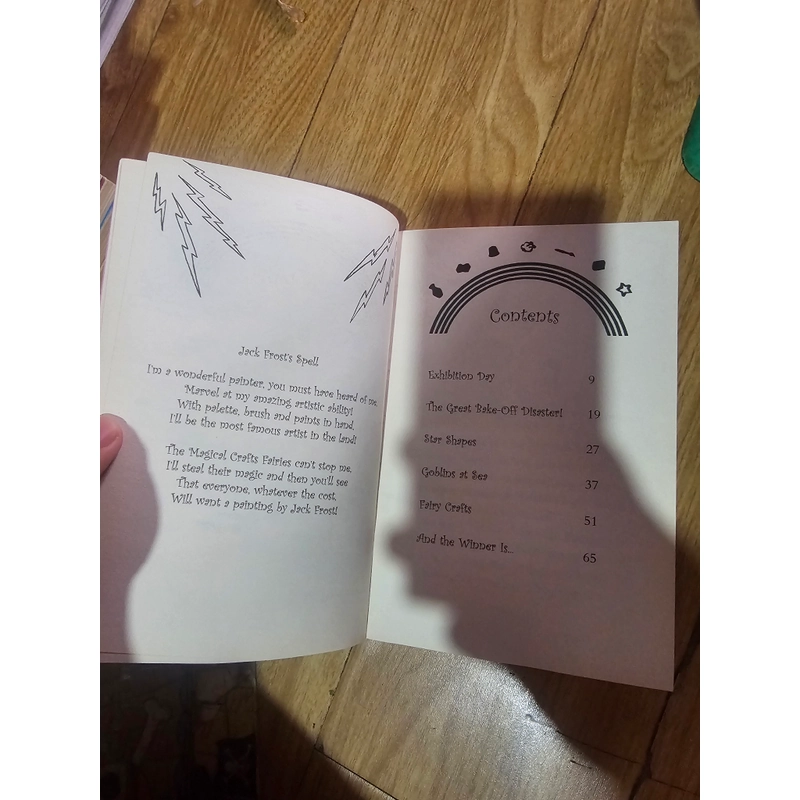 Jack Frost's Spell
I'm a wonderful painter, you must have heard of me.
Marvel at my amazing artistic ability!
With palette, brush and paints in hand,
I'll be the most famous artist in the land!
The Magical Crafts Fairies can't stop me.
I'll steal their magic and then you'll see
That everyone, whatever the cost,
Will want a painting by Jack Frost!
Contents
Exhibition Day 9
The Great Bake-Off Disaster! 19
Star Shapes 27
Goblins at Sea 37
Fairy Crafts 51
And the Winner Is... 65